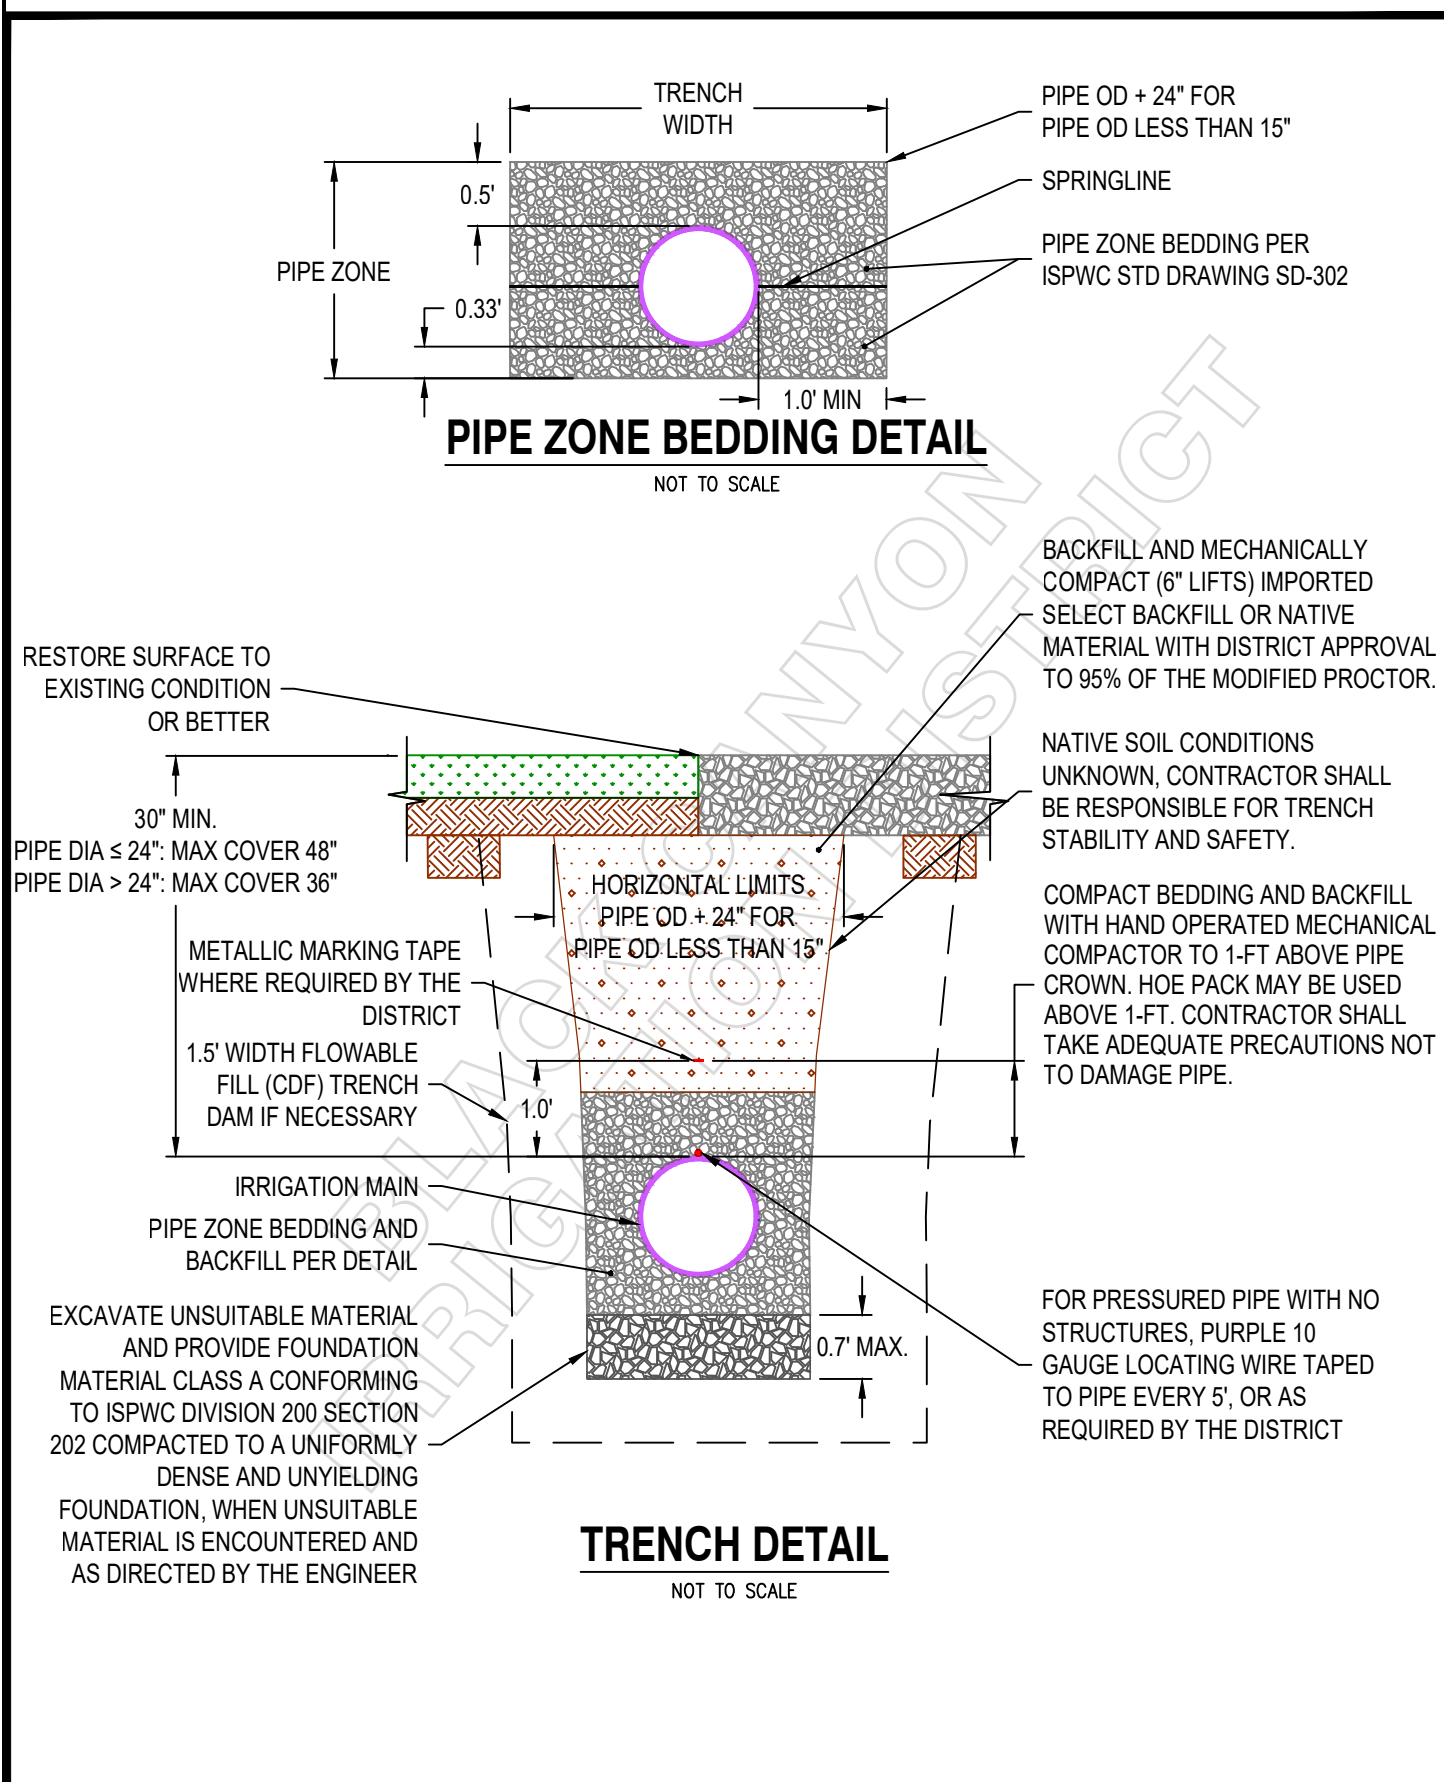 TRENCH
WIDTH
PIPE OD + 24" FOR
PIPE OD LESS THAN 15"
0.5'
SPRINGLINE
PIPE ZONE
PIPE ZONE BEDDING PER
ISPWC STD DRAWING SD-302
0.33'
1.0' MIN
PIPE ZONE BEDDING DETAIL
NOT TO SCALE
BACKFILL AND MECHANICALLY
COMPACT (6" LIFTS) IMPORTED
SELECT BACKFILL OR NATIVE
MATERIAL WITH DISTRICT APPROVAL
TO 95% OF THE MODIFIED PROCTOR.
RESTORE SURFACE TO
EXISTING CONDITION
OR BETTER
NATIVE SOIL CONDITIONS
UNKNOWN, CONTRACTOR SHALL
BE RESPONSIBLE FOR TRENCH
STABILITY AND SAFETY.
30" MIN.
PIPE DIA ≤ 24": MAX COVER 48"
PIPE DIA > 24": MAX COVER 36"
HORIZONTAL LIMITS
PIPE OD + 24" FOR
PIPE OD LESS THAN 15"
COMPACT BEDDING AND BACKFILL
WITH HAND OPERATED MECHANICAL
COMPACTOR TO 1-FT ABOVE PIPE
CROWN. HOE PACK MAY BE USED
ABOVE 1-FT. CONTRACTOR SHALL
TAKE ADEQUATE PRECAUTIONS NOT
TO DAMAGE PIPE.
METALLIC MARKING TAPE
WHERE REQUIRED BY THE
DISTRICT
1.5' WIDTH FLOWABLE
FILL (CDF) TRENCH
DAM IF NECESSARY
1.0'
IRRIGATION MAIN
PIPE ZONE BEDDING AND
BACKFILL PER DETAIL
EXCAVATE UNSUITABLE MATERIAL
AND PROVIDE FOUNDATION
MATERIAL CLASS A CONFORMING
TO ISPWC DIVISION 200 SECTION
202 COMPACTED TO A UNIFORMLY
DENSE AND UNYIELDING
FOUNDATION, WHEN UNSUITABLE
MATERIAL IS ENCOUNTERED AND
AS DIRECTED BY THE ENGINEER
0.7' MAX.
FOR PRESSURED PIPE WITH NO
STRUCTURES, PURPLE 10
GAUGE LOCATING WIRE TAPED
TO PIPE EVERY 5', OR AS
REQUIRED BY THE DISTRICT
TRENCH DETAIL
NOT TO SCALE
BLACK CANYON
IRRIGATION DISTRICT